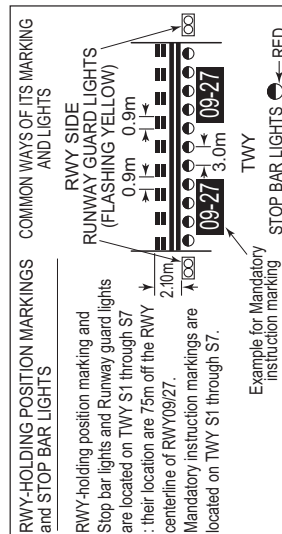 RWY-HOLDING POSITION MARKINGS
and STOP BAR LIGHTS
COMMON WAYS OF ITS MARKING
AND LIGHTS
RWY-holding position marking and
Stop bar lights and Runway guard lights
are located on TWY S1 through S7
: their location are 75m off the RWY
centerline of RWY09/27.
Mandatory instruction markings are
located on TWY S1 through S7.
RWY SIDE
RUNWAY GUARD LIGHTS
(FLASHING YELLOW)
0.9m
0.9m
2.10m
09-27
09-27
3.0m
TWY
Example for Mandatory
instruction marking
STOP BAR LIGHTS
RED